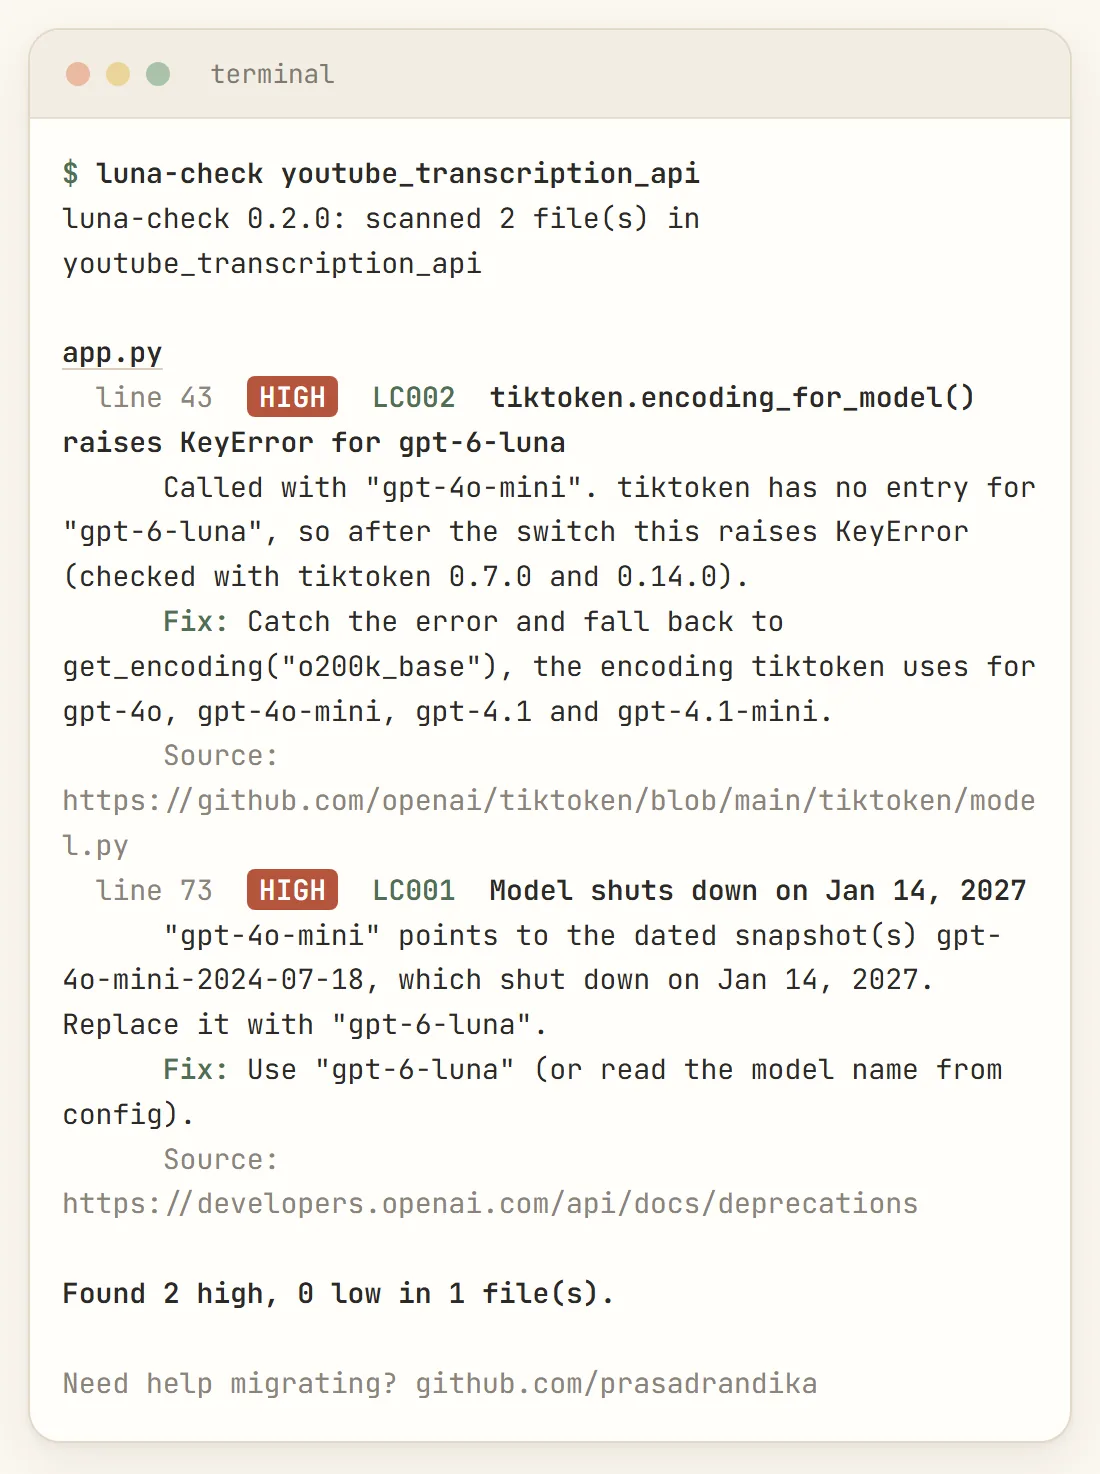 terminal
$ luna-check youtube_transcription_api
luna-check 0.2.0: scanned 2 file(s) in
youtube_transcription_api
app.py
line 43 HIGH LC002 tiktoken.encoding_for_model()
raises KeyError for gpt-6-luna
Called with "gpt-4o-mini". tiktoken has no entry for
"gpt-6-luna", so after the switch this raises KeyError
(checked with tiktoken 0.7.0 and 0.14.0).
Fix: Catch the error and fall back to
get_encoding("o200k_base"), the encoding tiktoken uses for
gpt-4o, gpt-4o-mini, gpt-4.1 and gpt-4.1-mini.
Source:
https://github.com/openai/tiktoken/blob/main/tiktoken/mode
l.py
line 73 HIGH LC001 Model shuts down on Jan 14, 2027
"gpt-4o-mini" points to the dated snapshot(s) gpt-
4o-mini-2024-07-18, which shut down on Jan 14, 2027.
Replace it with "gpt-6-luna".
Fix: Use "gpt-6-luna" (or read the model name from
config).
Source:
https://developers.openai.com/api/docs/deprecations
Found 2 high, 0 low in 1 file(s).
Need help migrating? github.com/prasadrandika